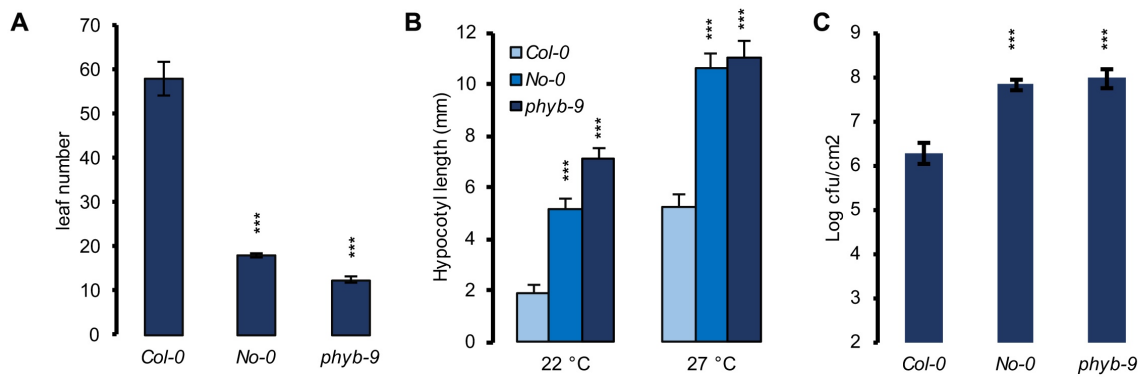 A
leaf number
70
60
50
40
30
20
10
0
***
***
Col-0
No-0
phyb-9
B
Hypocotyl length (mm)
12
10
8
6
4
2
0
Col-0
No-0
phyb-9
***
***
***
***
22 °C
27 °C
C
Log cfu/cm2
9
8
7
6
5
4
3
2
***
***
Col-0
No-0
phyb-9